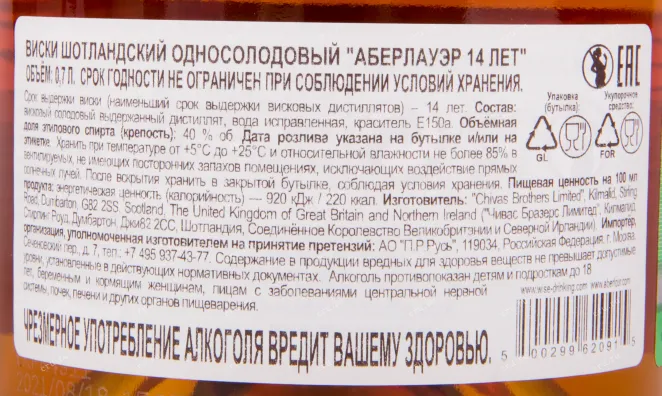 ВИСКИ ШОТЛАНДСКИЙ ОДНОСОЛОДОВЫЙ "АБЕРЛАУЭР 14 ЛЕТ"
ОБЪЁМ: 0,7 Л. СРОК ГОДНОСТИ НЕ ОГРАНИЧЕН ПРИ СОБЛЮДЕНИИ УСЛОВИЙ ХРАНЕНИЯ.
Срок выдержки виски (наименьший срок выдержки висковых дистиллятов) – 14 лет. Состав:
висковый солодовый выдержанный дистиллят, вода исправленная, краситель Е150а. Объёмная
доля этилового спирта (крепость): 40 % об. Дата розлива указана на бутылке и/или на
этикетке. Хранить при температуре от +5°С до +25°С и относительной влажности не более 85% в
вентилируемых, не имеющих посторонних запахов помещениях, исключающих воздействие прямых
солнечных лучей. После вскрытия хранить в закрытой бутылке, соблюдая условия хранения. Пищевая ценность на 100 мл
продукта: энергетическая ценность (калорийность) – 920 кДж / 220 ккал. Изготовитель: "Chivas Brothers Limited", Kilmalid, Stirling
Road, Dumbarton, G82 2SS, Scotland, The United Kingdom of Great Britain and Northern Ireland ("Чивас Бразерс Лимитед", Килмалид,
Стирлинг Роуд, Думбартон, Джи82 2СС, Шотландия, Соединённое Королевство Великобритании и Северной Ирландии). Импортер,
организация, уполномоченная изготовителем на принятие претензий: АО "П.Р.Русь", 119034, Российская Федерация, г. Москва,
Сеченовский пер., д. 7, тел.: +7 495 937-43-77. Содержание в продукции вредных для здоровья веществ не превышает допустимые
уровни, установленные в действующих нормативных документах. Алкоголь противопоказан детям и подросткам до 18
лет, беременным и кормящим женщинам, лицам с заболеваниями центральной нервной
системы, почек, печени и других органов пищеварения.
ЧРЕЗМЕРНОЕ УПОТРЕБЛЕНИЕ АЛКОГОЛЯ ВРЕДИТ ВАШЕМУ ЗДОРОВЬЮ.
EAC
Упаковка
(бутылка):
Укупорочное
средство:
GL
FOR
www.wise-drinking.com
www.aberlour.com
5 00299 62091 5
2021/08/18